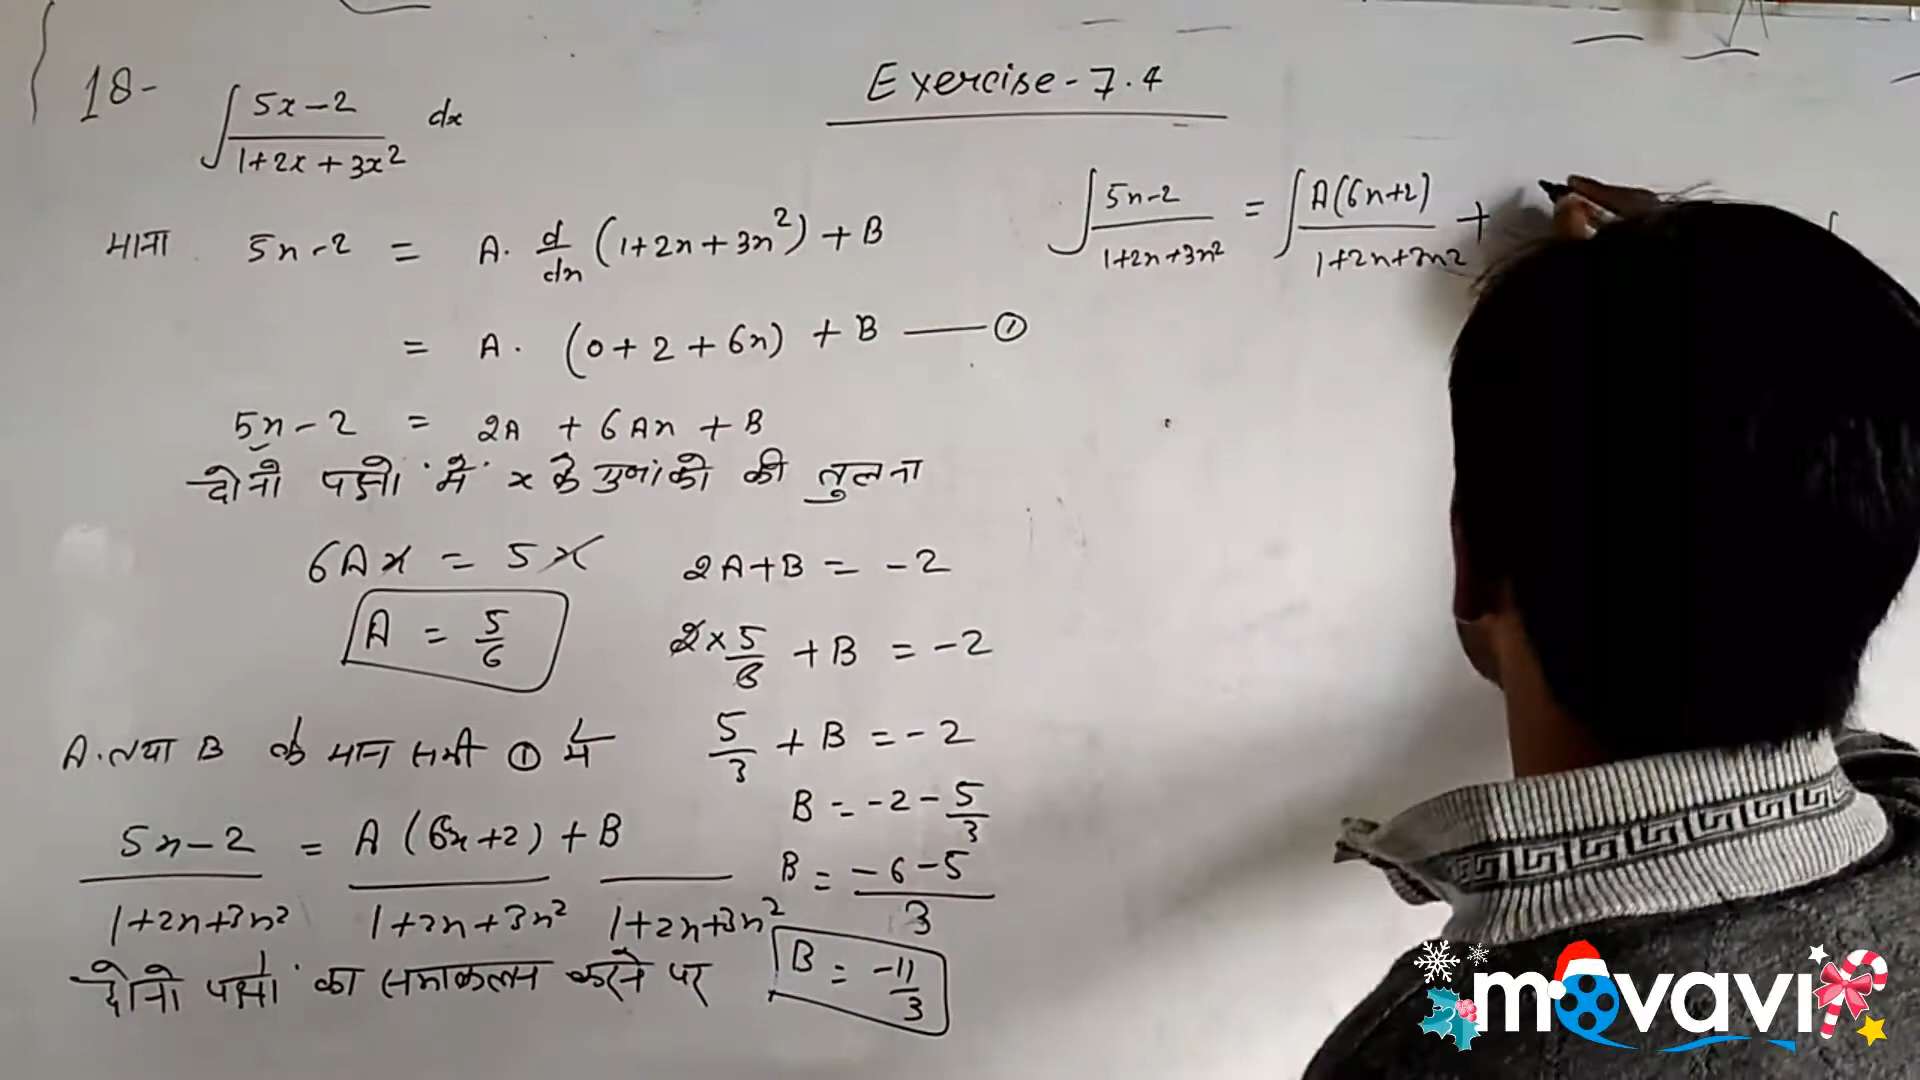 18-
Exercise-7.4
∫ 5x-2 / 1+2x+3x² dx
माना 5x-2 = A. d/dx (1+2x+3x²) + B
= A. (0+2+6x) + B —— ①
5x-2 = 2A + 6Ax + B
दोनो पक्षो में x के गुणांको की तुलना
6Ax = 5x
A = 5/6
2A+B = -2
2×5/6 + B = -2
5/3 + B = -2
B = -2 - 5/3
B = -6-5 / 3
B = -11/3
A. तथा B के मान समी ① में
5x-2 / 1+2x+3x² = A(6x+2) / 1+2x+3x² + B / 1+2x+3x²
दोनो पक्षो का समाकलन करने पर
∫ 5x-2 / 1+2x+3x² = ∫ A(6x+2) / 1+2x+3x² +
movavi